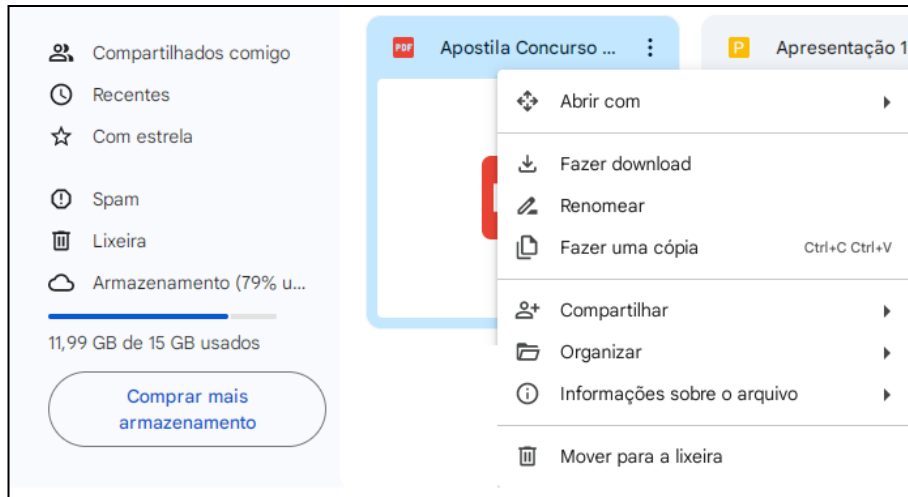 Compartilhados comigo
Recentes
Com estrela
Spam
Lixeira
Armazenamento (79% u...
11,99 GB de 15 GB usados
Comprar mais
armazenamento
PDF
Apostila Concurso ...
P
Apresentação 1
Abrir com
Fazer download
Renomear
Fazer uma cópia Ctrl+C Ctrl+V
Compartilhar
Organizar
Informações sobre o arquivo
Mover para a lixeira